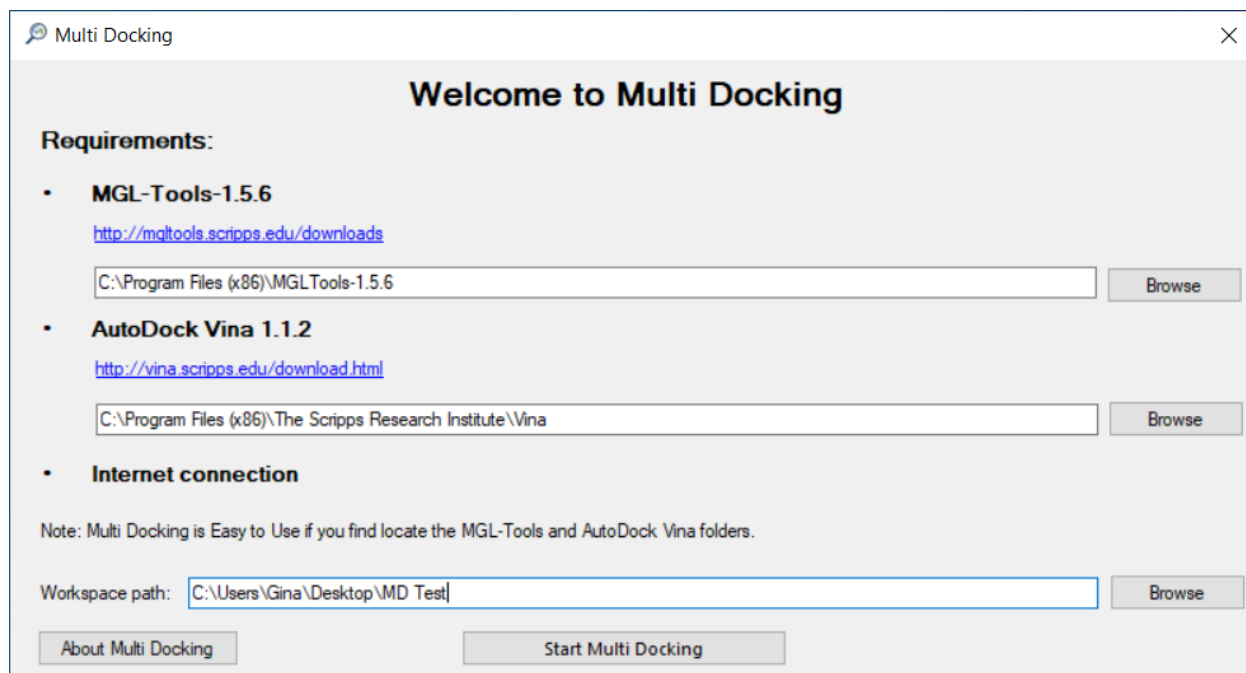 Multi Docking
Welcome to Multi Docking
Requirements:
• MGL-Tools-1.5.6
http://mgltools.scripps.edu/downloads
C:\Program Files (x86)\MGLTools-1.5.6 Browse
• AutoDock Vina 1.1.2
http://vina.scripps.edu/download.html
C:\Program Files (x86)\The Scripps Research Institute\Vina Browse
• Internet connection
Note: Multi Docking is Easy to Use if you find locate the MGL-Tools and AutoDock Vina folders.
Workspace path: C:\Users\Gina\Desktop\MD Test Browse
About Multi Docking Start Multi Docking